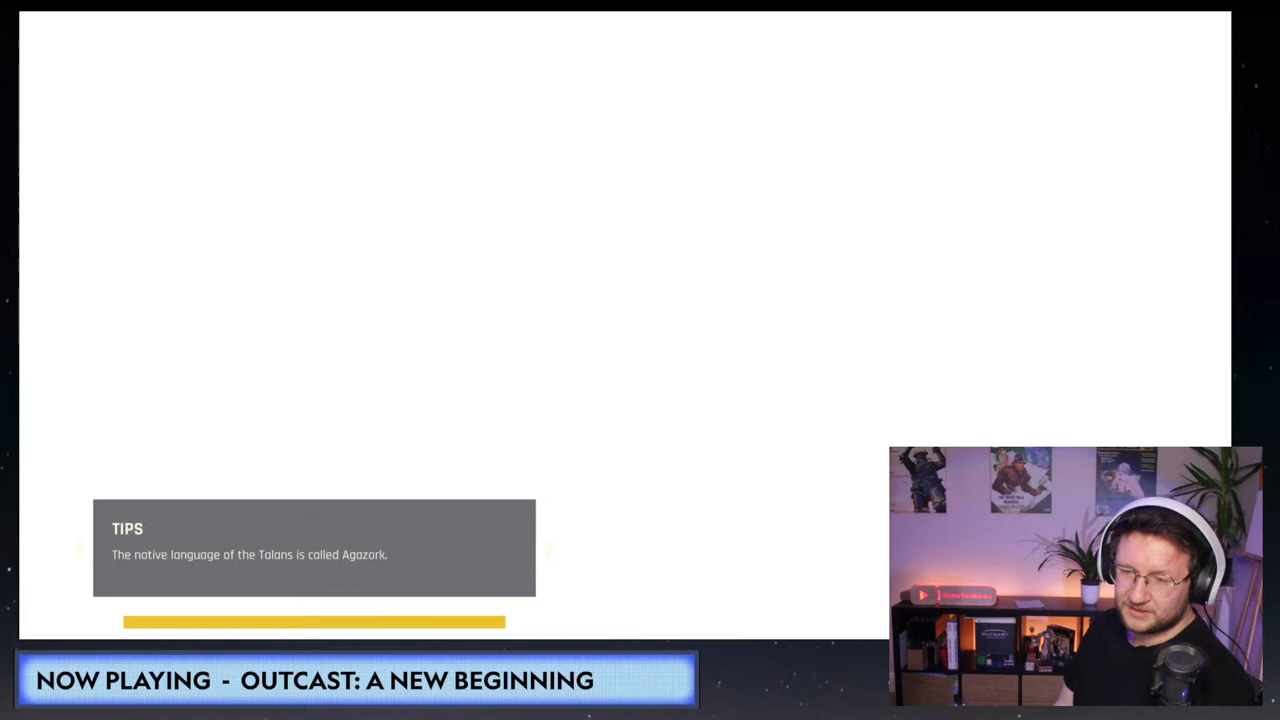 TIPS
The native language of the Talans is called Agazork.
NOW PLAYING - OUTCAST: A NEW BEGINNING